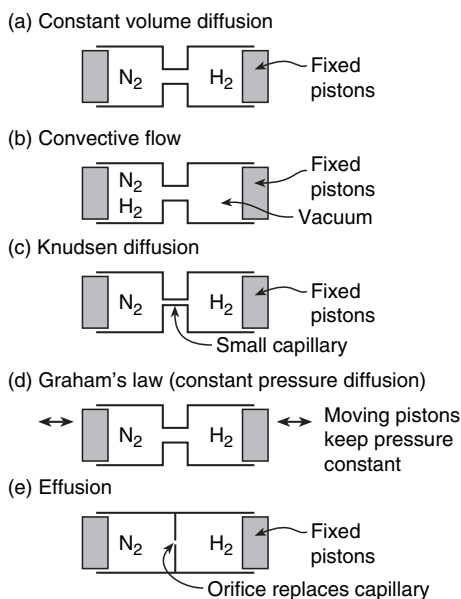 (a) Constant volume diffusion
N₂
H₂
Fixed
pistons
(b) Convective flow
N₂
H₂
Fixed
pistons
Vacuum
(c) Knudsen diffusion
N₂
H₂
Fixed
pistons
Small capillary
(d) Graham's law (constant pressure diffusion)
N₂
H₂
Moving pistons
keep pressure
constant
(e) Effusion
N₂
H₂
Fixed
pistons
Orifice replaces capillary